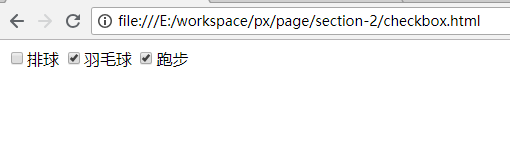 file:///E:/workspace/px/page/section-2/checkbox.html
排球 羽毛球 跑步